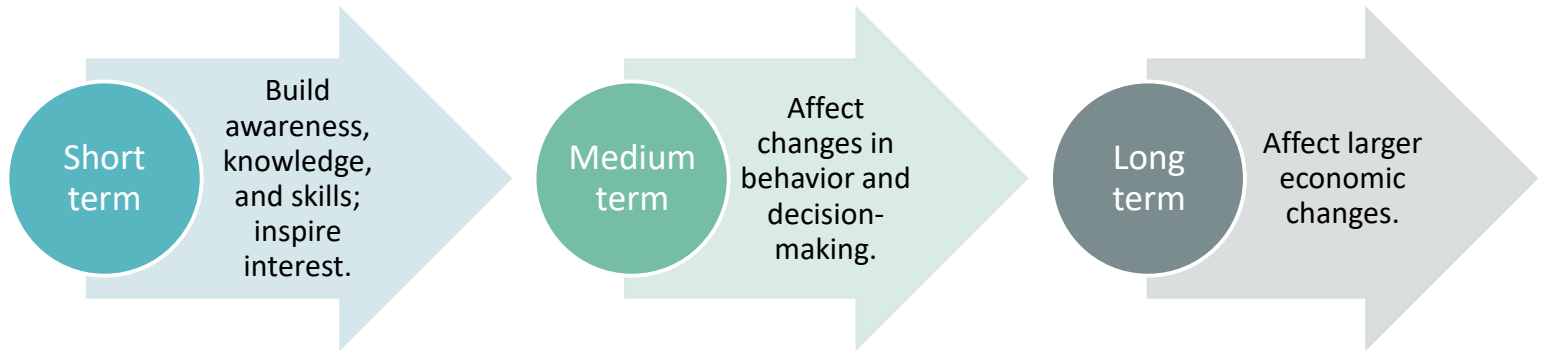 Short
term
Build
awareness,
knowledge,
and skills;
inspire
interest.
Medium
term
Affect
changes in
behavior and
decision-
making.
Long
term
Affect larger
economic
changes.